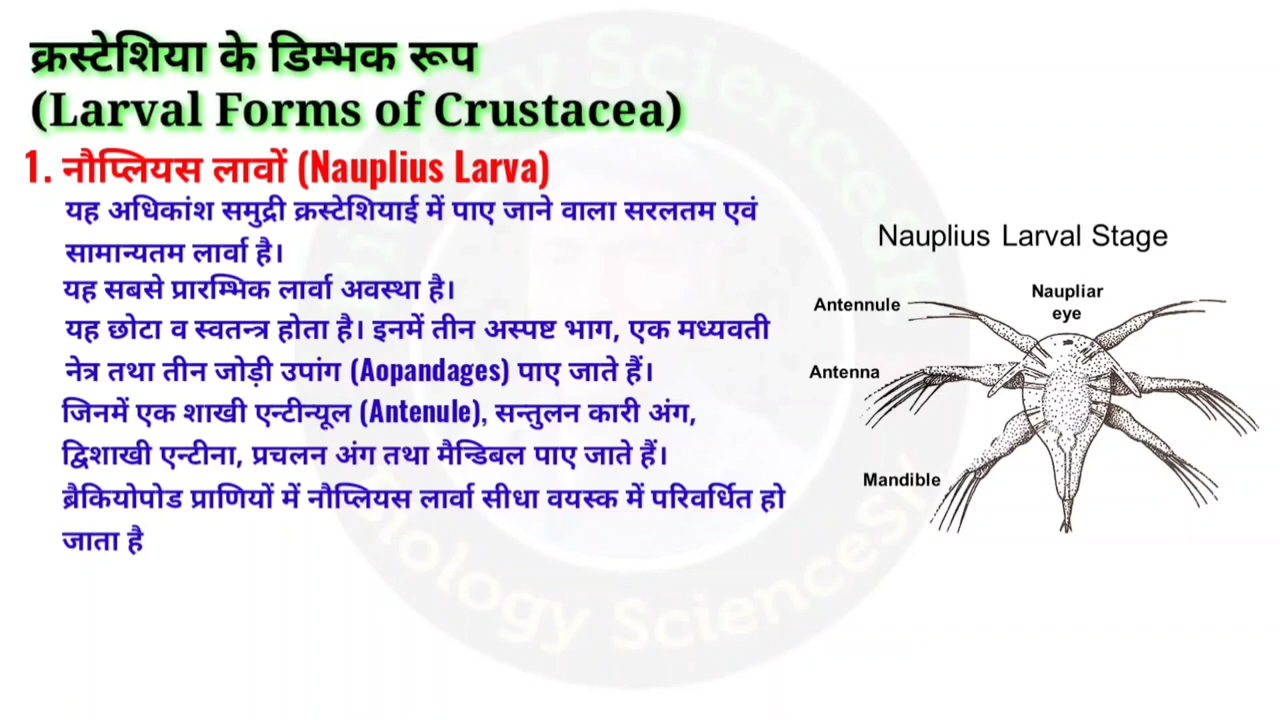 क्रस्टेशिया के डिम्भक रूप
(Larval Forms of Crustacea)
1. नौप्लियस लार्वो (Nauplius Larva)
यह अधिकांश समुद्री क्रस्टेशियाई में पाए जाने वाला सरलतम एवं
सामान्यतम लार्वा है।
यह सबसे प्रारम्भिक लार्वा अवस्था है।
यह छोटा व स्वतन्त्र होता है। इनमें तीन अस्पष्ट भाग, एक मध्यवती
नेत्र तथा तीन जोड़ी उपांग (Aopandages) पाए जाते हैं।
जिनमें एक शाखी एन्टीन्यूल (Antenule), सन्तुलन कारी अंग,
द्विशाखी एन्टीना, प्रचलन अंग तथा मैन्डिबल पाए जाते हैं।
ब्रैकियोपोड प्राणियों में नौप्लियस लार्वा सीधा वयस्क में परिवर्धित हो
जाता है
Nauplius Larval Stage
Naupliar
eye
Antennule
Antenna
Mandible